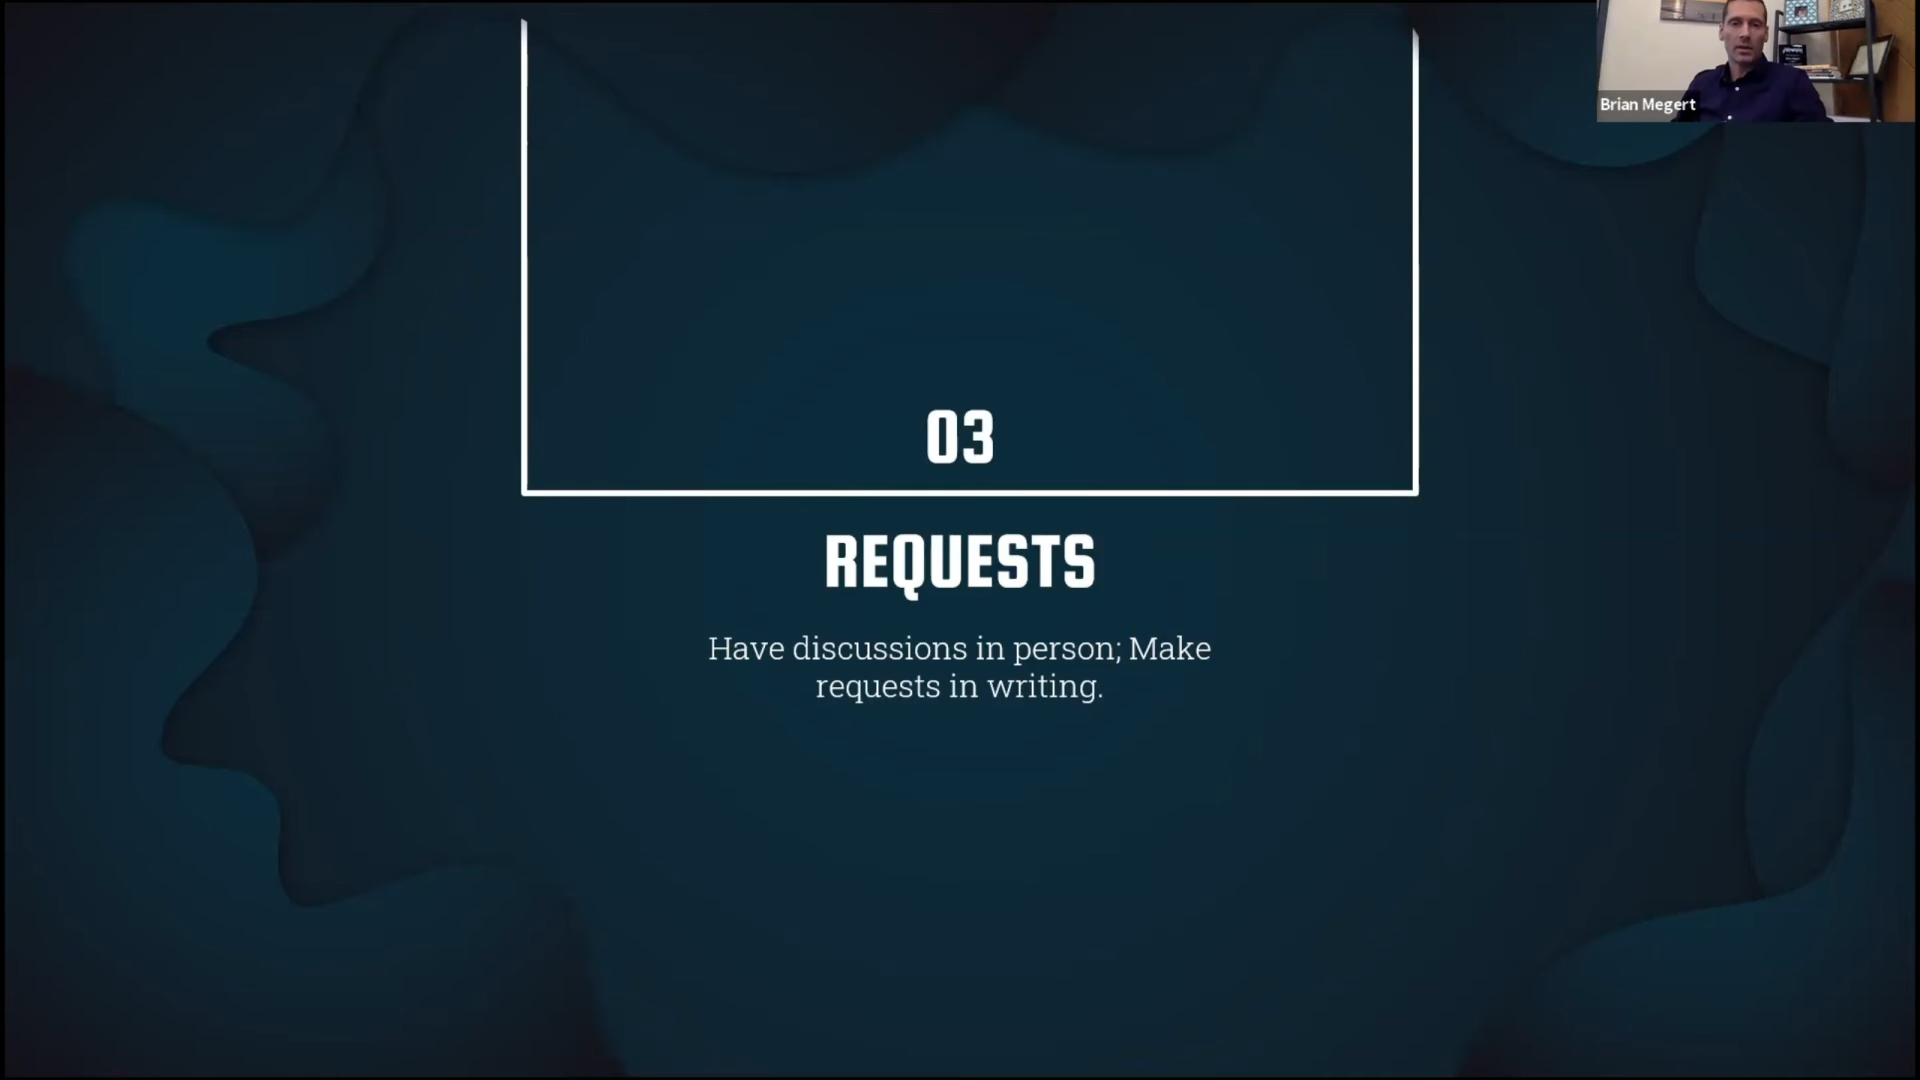 Brian Megert
03
REQUESTS
Have discussions in person; Make
requests in writing.